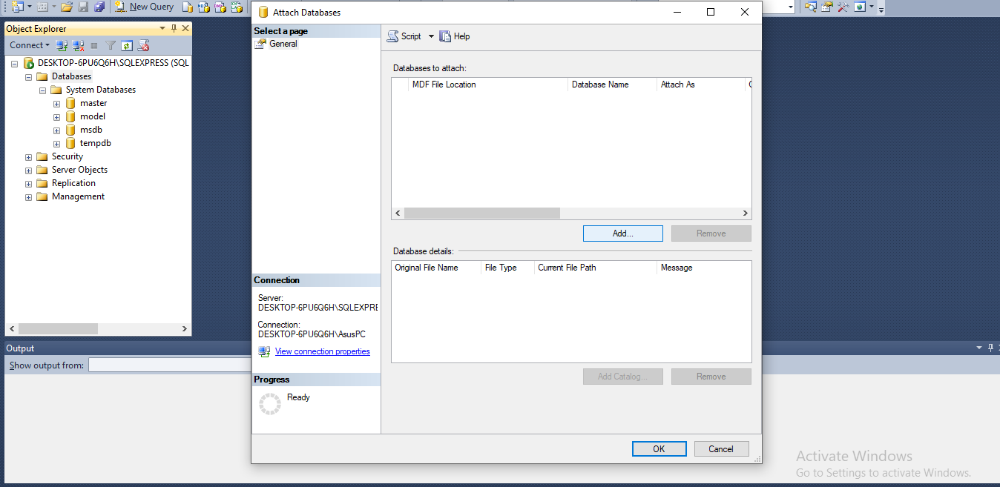 New Query
Object Explorer
Connect
DESKTOP-6PU6Q6H\SQLEXPRESS (SQL
Databases
System Databases
master
model
msdb
tempdb
Security
Server Objects
Replication
Management
Attach Databases
Select a page
General
Script
Help
Databases to attach:
MDF File Location Database Name Attach As
Add... Remove
Database details:
Original File Name File Type Current File Path Message
Add Catalog... Remove
Connection
Server:
DESKTOP-6PU6Q6H\SQLEXPRE
Connection:
DESKTOP-6PU6Q6H\AsusPC
View connection properties
Progress
Ready
OK Cancel
Output
Show output from:
Activate Windows
Go to Settings to activate Windows.